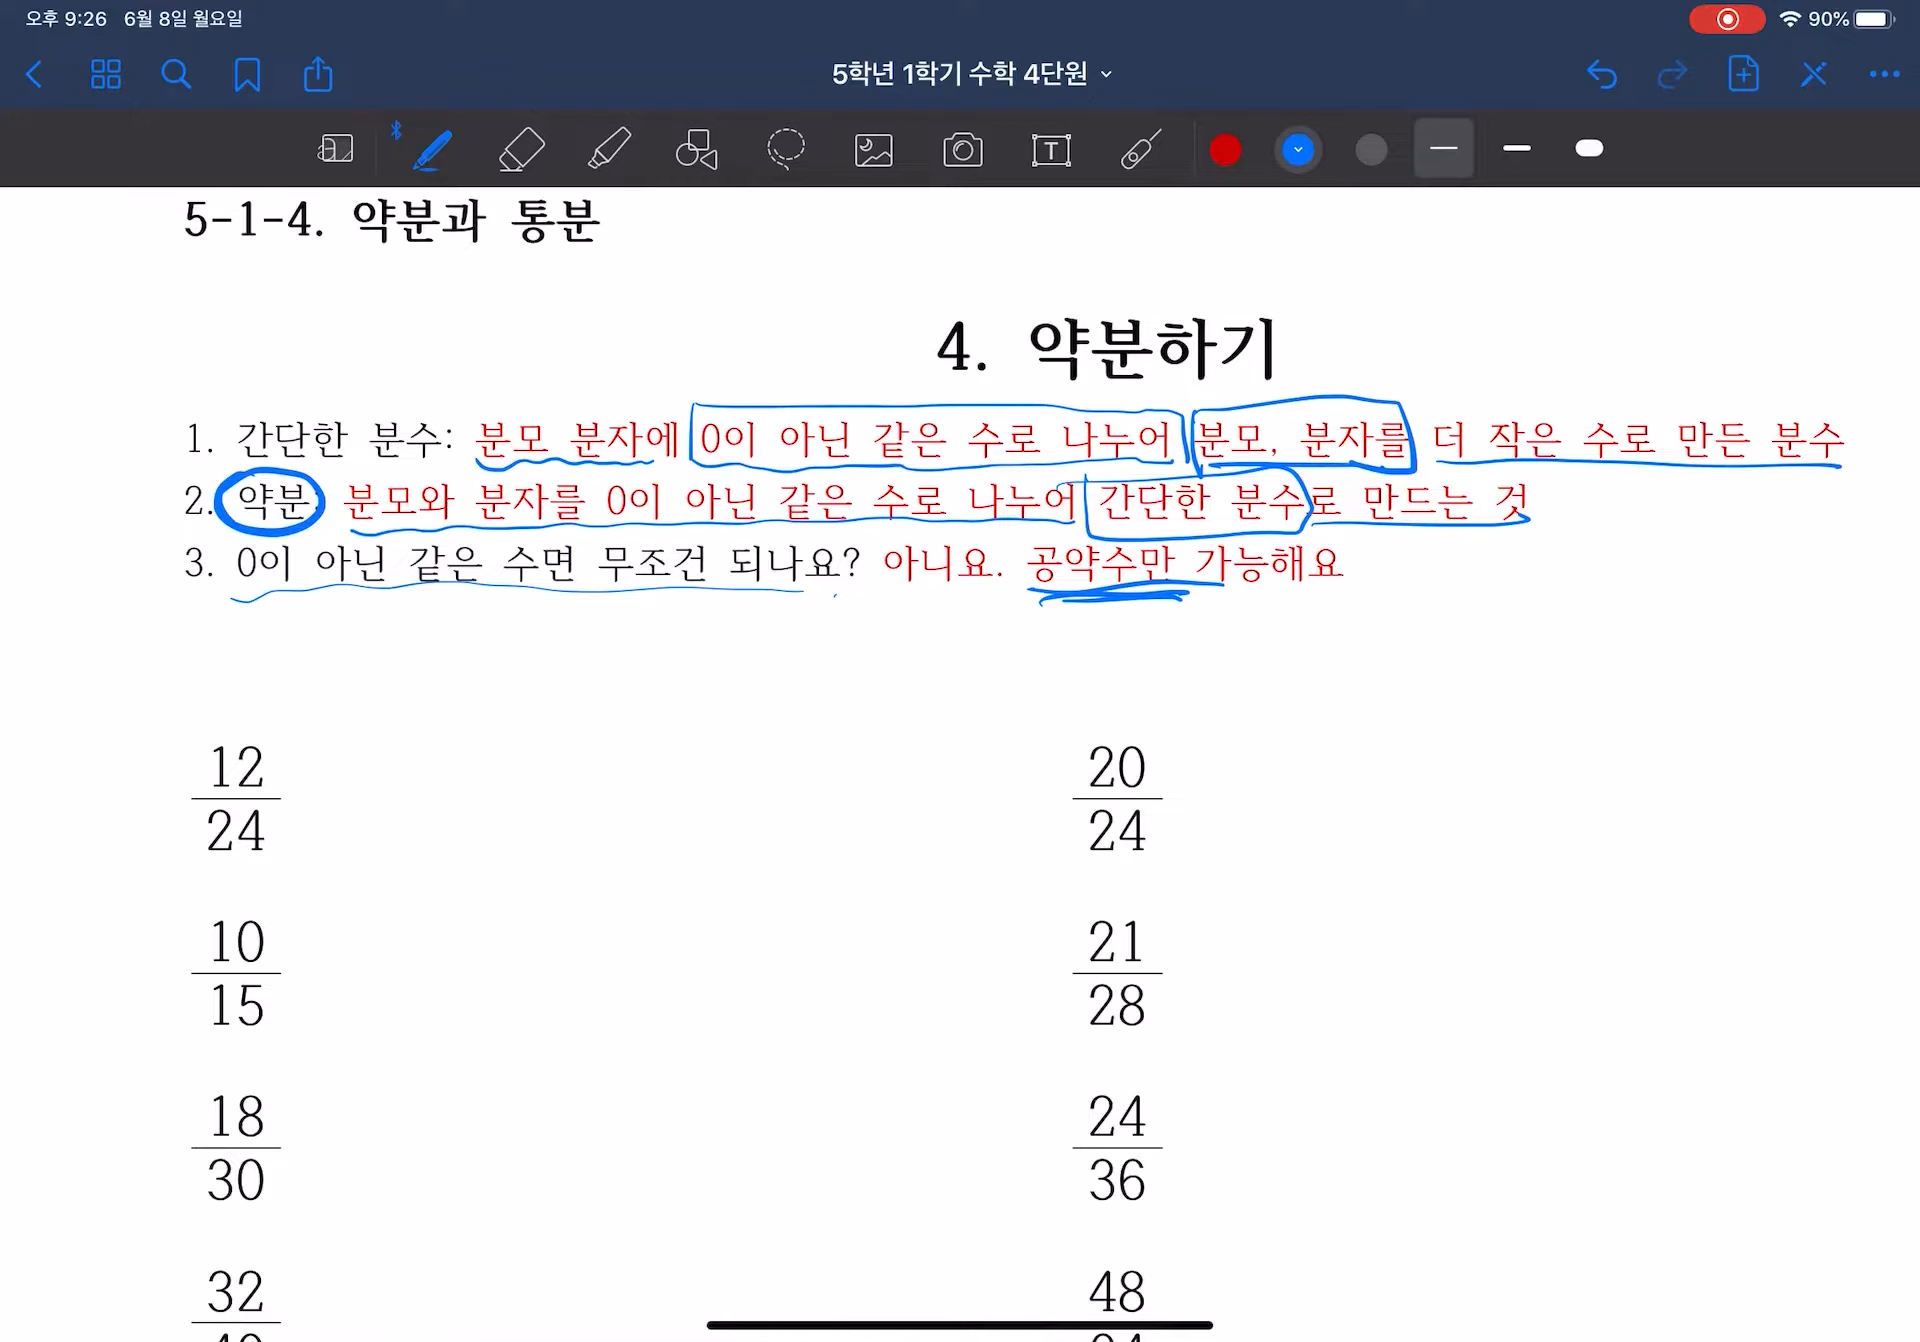 오후 9:26 6월 8일 월요일
90%
5학년 1학기 수학 4단원
5-1-4. 약분과 통분
4. 약분하기
1. 간단한 분수: 분모 분자에 0이 아닌 같은 수로 나누어 분모, 분자를 더 작은 수로 만든 분수
2. 약분: 분모와 분자를 0이 아닌 같은 수로 나누어 간단한 분수로 만드는 것
3. 0이 아닌 같은 수면 무조건 되나요? 아니요. 공약수만 가능해요
12
24
20
24
10
15
21
28
18
30
24
36
32
48